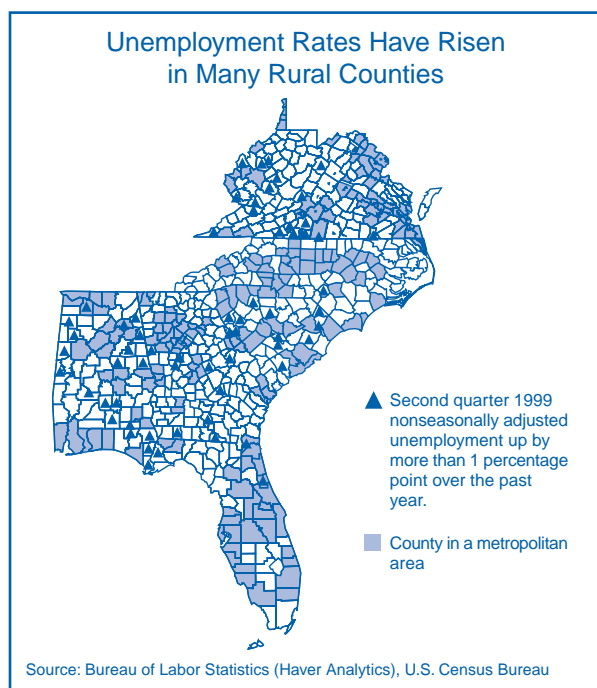 Unemployment Rates Have Risen
in Many Rural Counties
Second quarter 1999
nonseasonally adjusted
unemployment up by
more than 1 percentage
point over the past
year.
County in a metropolitan
area
Source: Bureau of Labor Statistics (Haver Analytics), U.S. Census Bureau